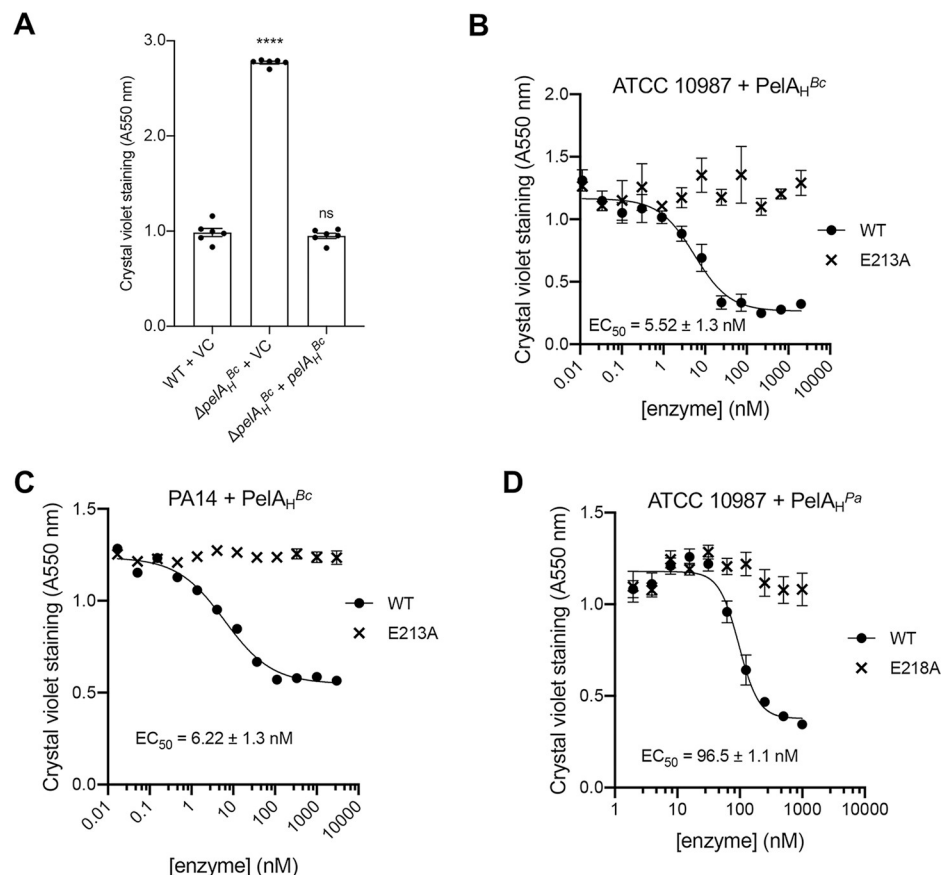 A
Crystal violet staining (A550 nm)
3.0
2.0
1.0
0.0
****
ns
WT + VC
ΔpelA_H^Bc + VC
ΔpelA_H^Bc + pelA_H^Bc
B
ATCC 10987 + PelA_H^Bc
Crystal violet staining (A550 nm)
2.0
1.5
1.0
0.5
0.0
WT
E213A
EC50 = 5.52 ± 1.3 nM
0.01
0.1
1
10
100
1000
10000
[enzyme] (nM)
C
PA14 + PelA_H^Bc
Crystal violet staining (A550 nm)
1.5
1.0
0.5
0.0
WT
E213A
EC50 = 6.22 ± 1.3 nM
0.01
0.1
1
10
100
1000
10000
[enzyme] (nM)
D
ATCC 10987 + PelA_H^Pa
Crystal violet staining (A550 nm)
1.5
1.0
0.5
0.0
WT
E218A
EC50 = 96.5 ± 1.1 nM
1
10
100
1000
10000
[enzyme] (nM)